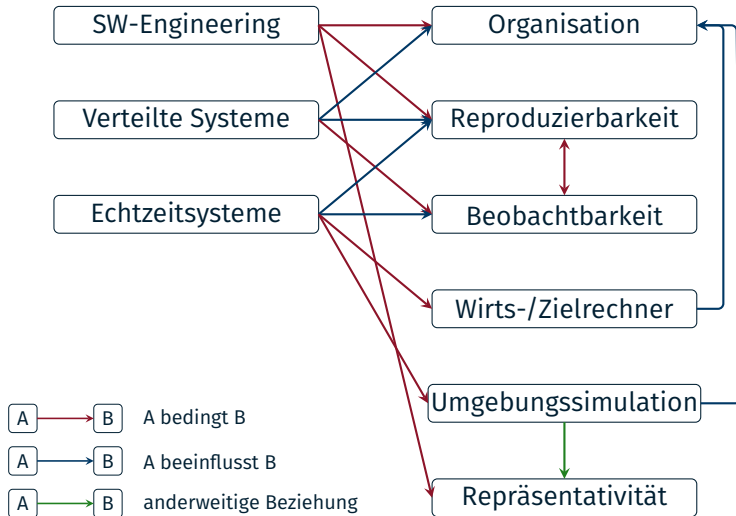 SW-Engineering
Organisation
Verteilte Systeme
Reproduzierbarkeit
Echtzeitsysteme
Beobachtbarkeit
Wirts-/Zielrechner
Umgebungssimulation
A B A bedingt B
A B A beeinflusst B
A B anderweitige Beziehung
Repräsentativität